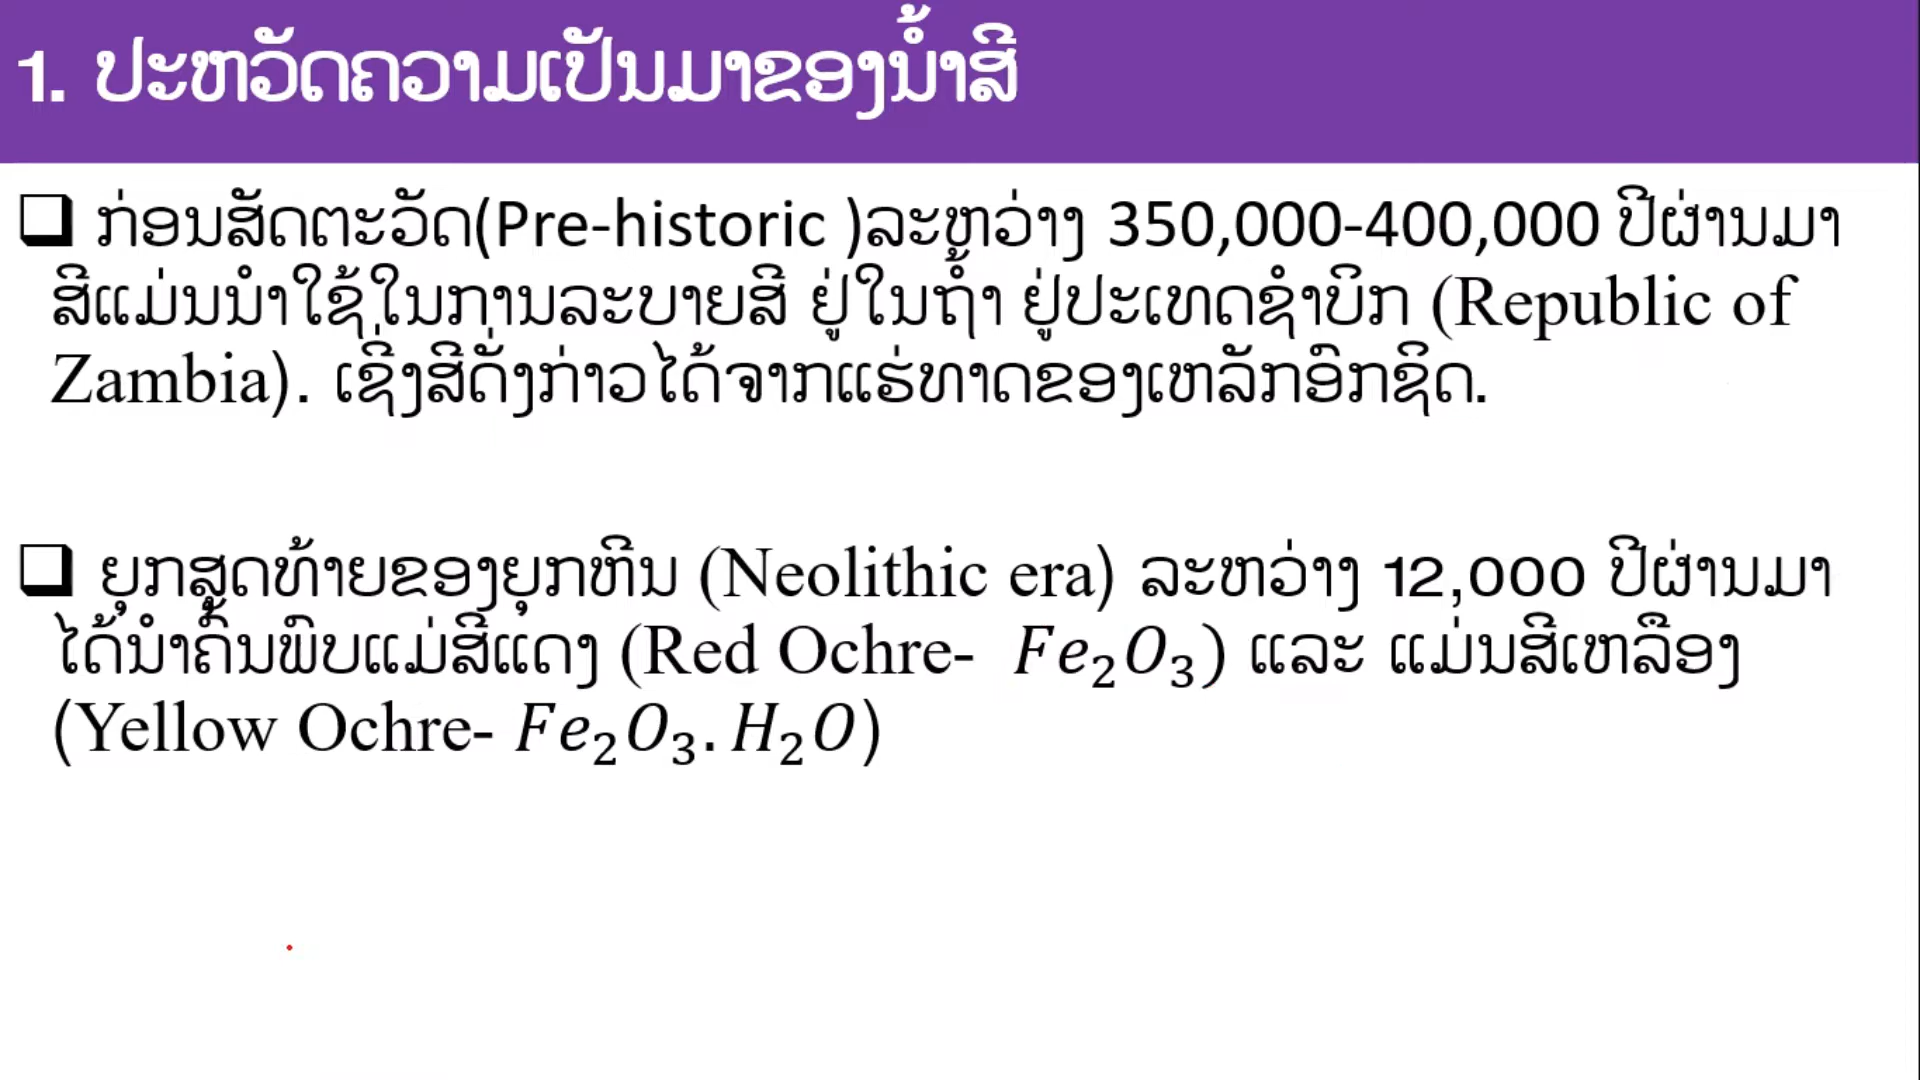 1. ປະຫວັດຄວາມເປັນມາຂອງນ້ຳສີ
❑ ກ່ອນສັດຕະວັດ(Pre-historic )ລະຫຼວ່າງ 350,000-400,000 ປີຜ່ານມາ
ສີແມ່ນນຳໃຊ້ໃນການລະບາຍສີ ຢູ່ໃນຖ້ຳ ຢູ່ປະເທດຊຳບິກ (Republic of
Zambia). ເຊີ່ງສີດັ່ງກ່າວໄດ້ຈາກແຮ່ທາດຂອງເຫລັກອົກຊິດ.
❑ ຍຸກສຸດທ້າຍຂອງຍຸກຫີນ (Neolithic era) ລະຫວ່າງ 12,000 ປີຜ່ານມາ
ໄດ້ນຳຄົ້ນພົບແມ່ສີແດງ (Red Ochre- Fe₂O₃) ແລະ ແມ່ນສີເຫລືອງ
(Yellow Ochre- Fe₂O₃.H₂O)